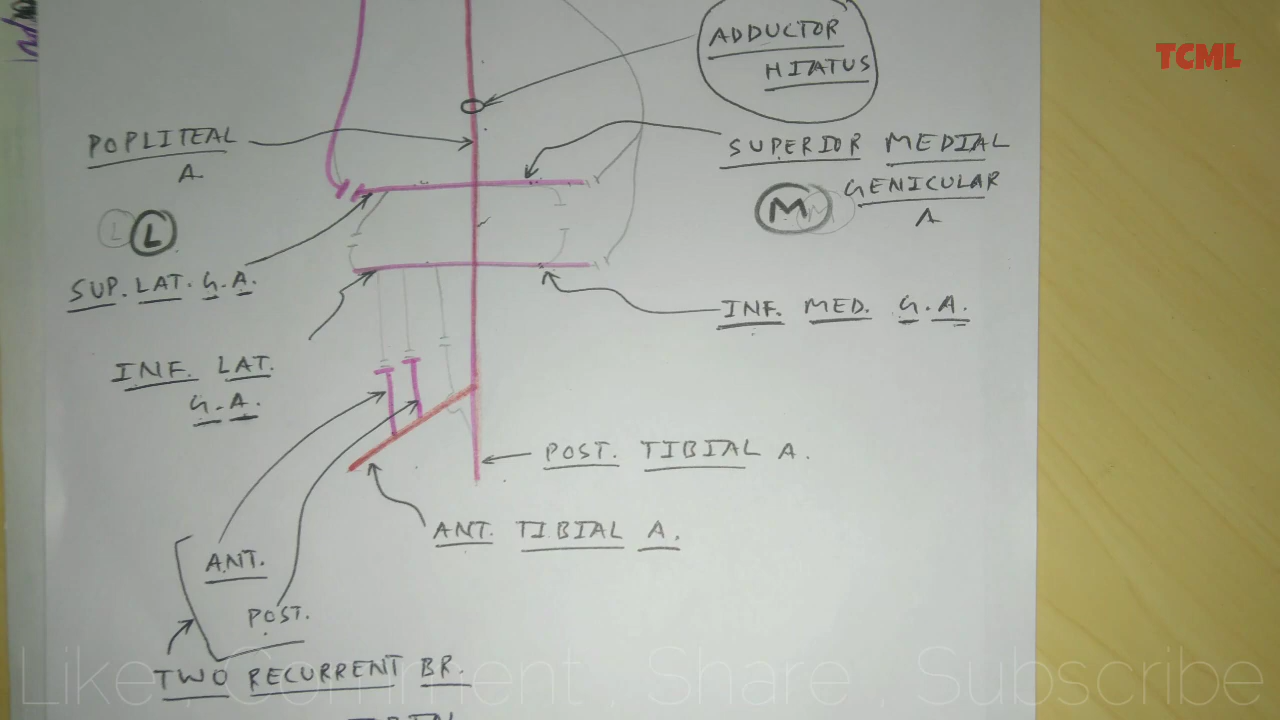 ADDUCTOR
HIATUS
TCML
POPLITEAL
A
SUPERIOR MEDIAL
GENICULAR
A
M
L
L
SUP. LAT. G.A.
INF. MED. G.A.
INF. LAT.
G.A.
POST. TIBIAL A.
ANT. TIBIAL A.
ANT.
POST.
TWO RECURRENT BR.
Like, Comment, Share, Subscribe